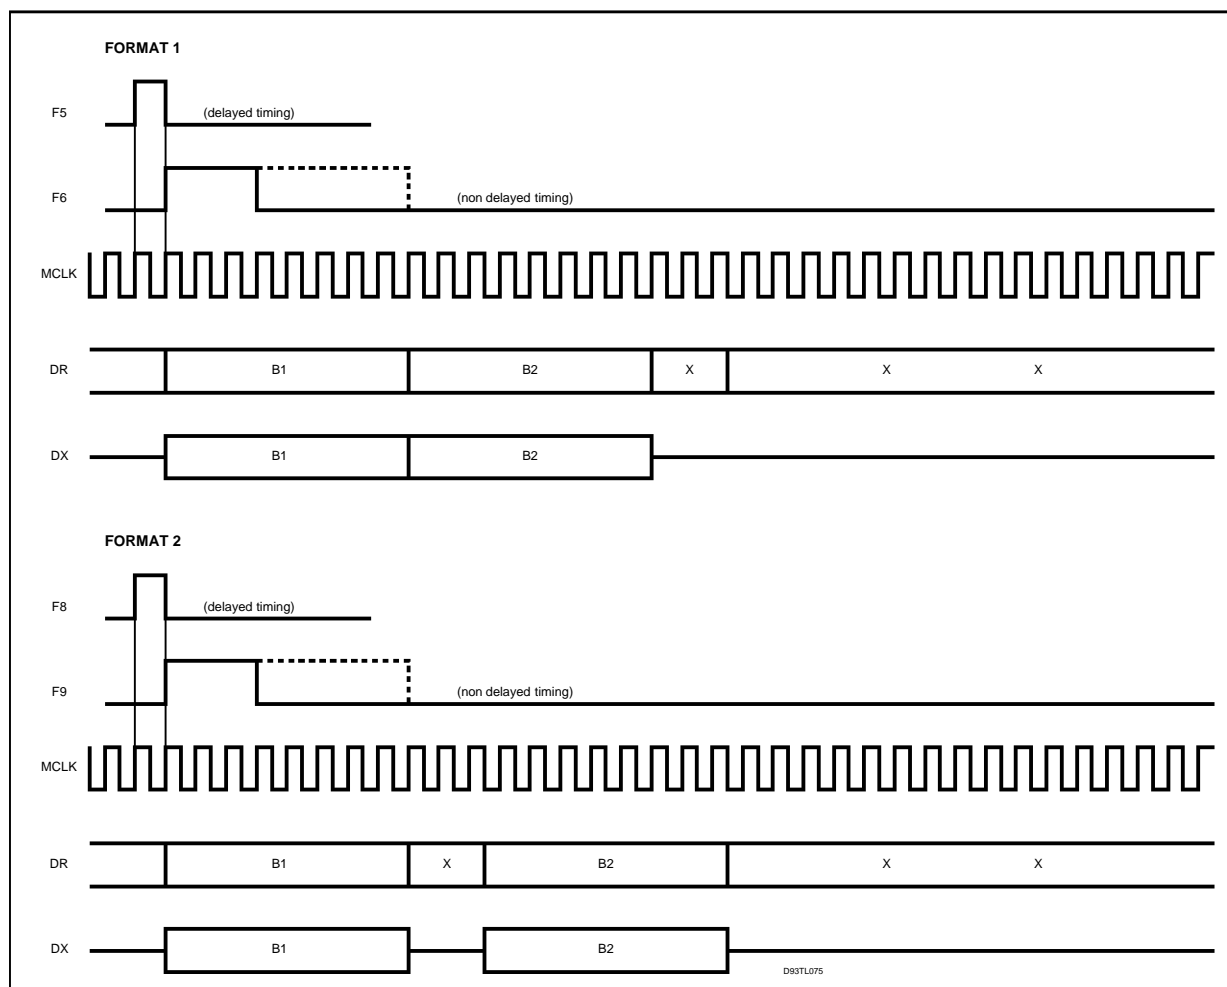 FORMAT 1
F5
(delayed timing)
F6
(non delayed timing)
MCLK
DR
B1
B2
X
X
X
DX
B1
B2
FORMAT 2
F8
(delayed timing)
F9
(non delayed timing)
MCLK
DR
B1
X
B2
X
X
DX
B1
B2
D93TL075